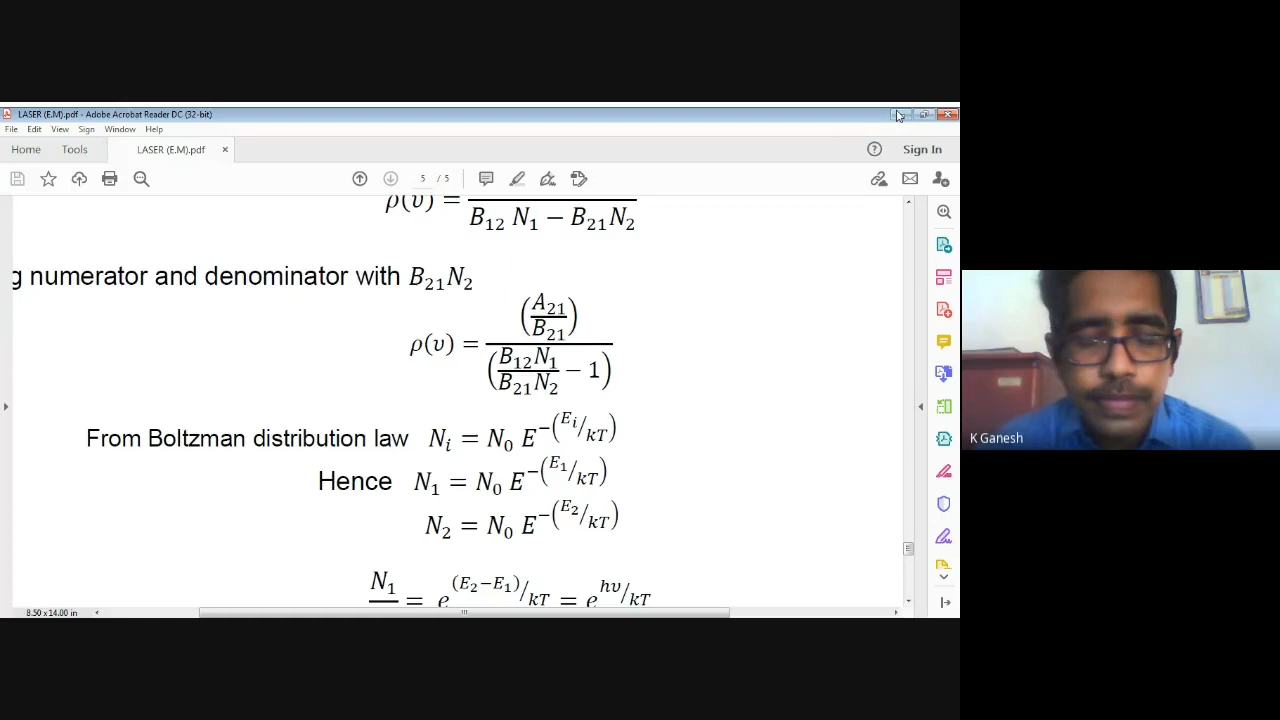 LASER (E.M).pdf - Adobe Acrobat Reader DC (32-bit)
File Edit View Sign Window Help
Home Tools LASER (E.M).pdf × Sign In
5 / 5
ρ(υ) = B₁₂ N₁ − B₂₁N₂
g numerator and denominator with B₂₁N₂
ρ(υ) = (A₂₁/B₂₁) / (B₁₂N₁/B₂₁N₂ − 1)
From Boltzman distribution law Nᵢ = N₀ E^−(Eᵢ/kT)
Hence N₁ = N₀ E^−(E₁/kT)
N₂ = N₀ E^−(E₂/kT)
N₁ = e^(E₂−E₁)/kT = e^hυ/kT
8.50 x 14.00 in
K Ganesh